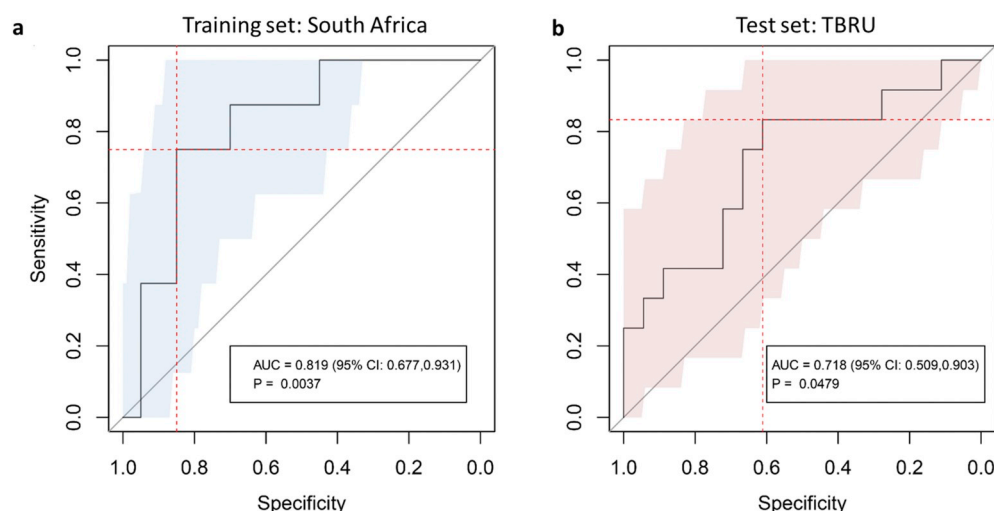 a
Training set: South Africa
Sensitivity
1.0
0.8
0.6
0.4
0.2
0.0
AUC = 0.819 (95% CI: 0.677,0.931)
P = 0.0037
1.0 0.8 0.6 0.4 0.2 0.0
Specificity
b
Test set: TBRU
1.0
0.8
0.6
0.4
0.2
0.0
AUC = 0.718 (95% CI: 0.509,0.903)
P = 0.0479
1.0 0.8 0.6 0.4 0.2 0.0
Specificity